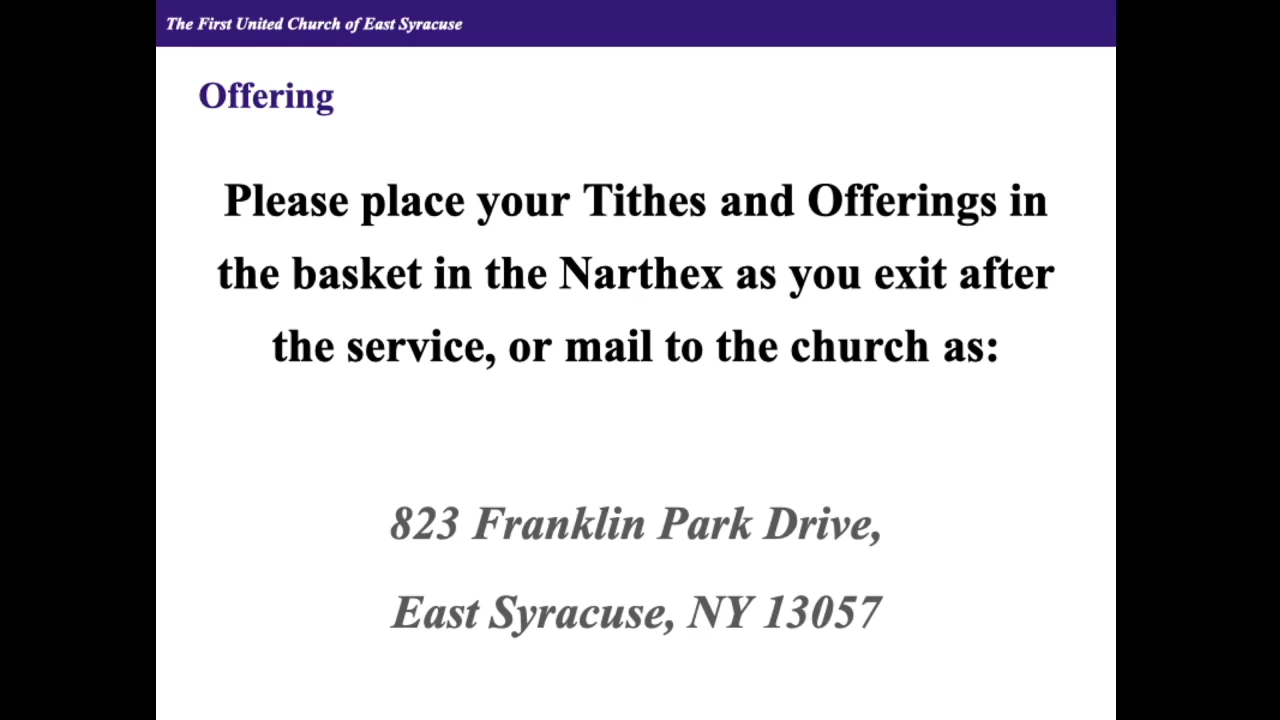 The First United Church of East Syracuse
Offering
Please place your Tithes and Offerings in
the basket in the Narthex as you exit after
the service, or mail to the church as:
823 Franklin Park Drive,
East Syracuse, NY 13057